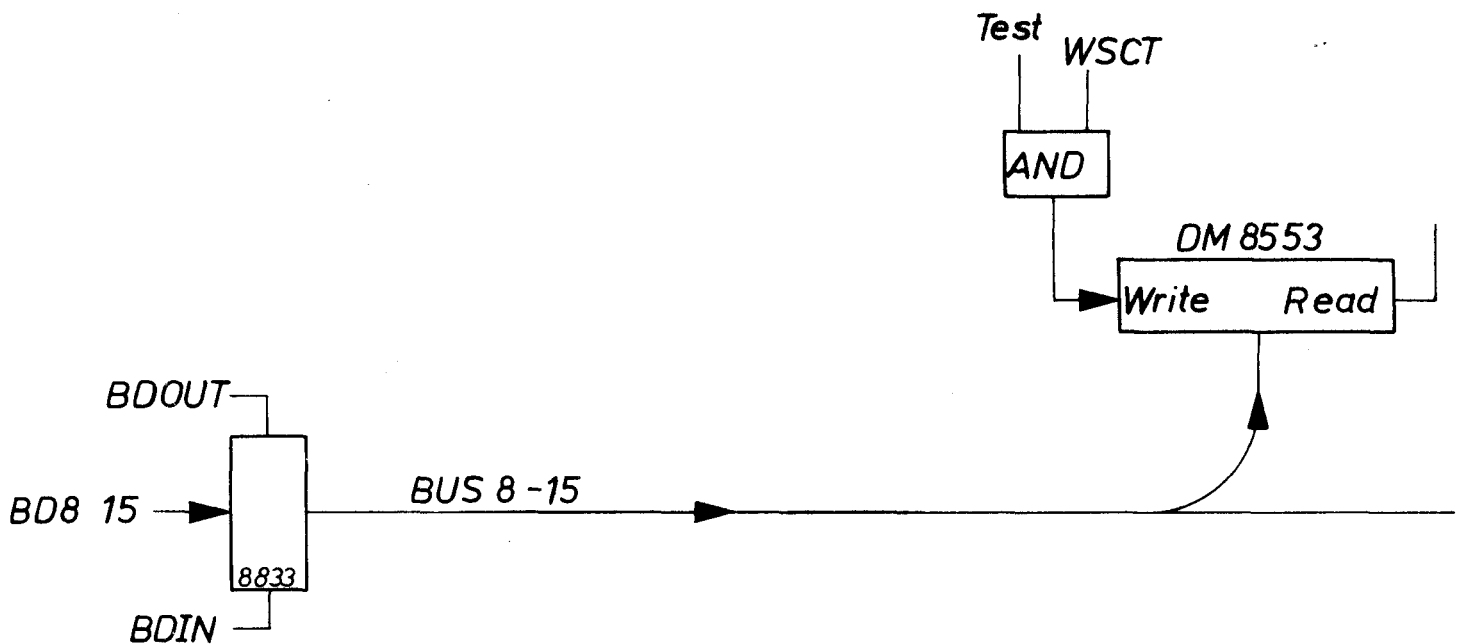 Test
WSCT
AND
DM 8553
Write Read
BDOUT
BD8 15
BUS 8-15
8833
BDIN